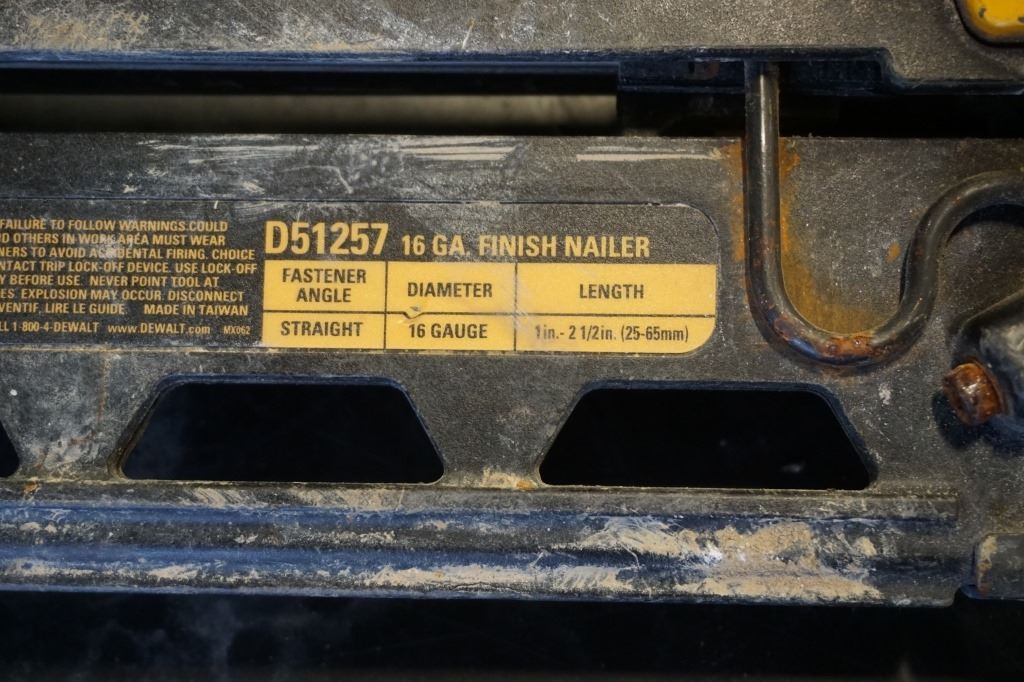 FAILURE TO FOLLOW WARNINGS COULD
D OTHERS IN WORK AREA MUST WEAR
NERS TO AVOID ACCIDENTAL FIRING. CHOICE
NTACT TRIP LOCK-OFF DEVICE. USE LOCK-OFF
Y BEFORE USE. NEVER POINT TOOL AT
ES. EXPLOSION MAY OCCUR. DISCONNECT
VENTIF, LIRE LE GUIDE. MADE IN TAIWAN
LL 1-800-4-DEWALT www.DEWALT.com MX062
D51257 16 GA. FINISH NAILER
FASTENER ANGLE DIAMETER LENGTH
STRAIGHT 16 GAUGE 1in.- 2 1/2in. (25-65mm)